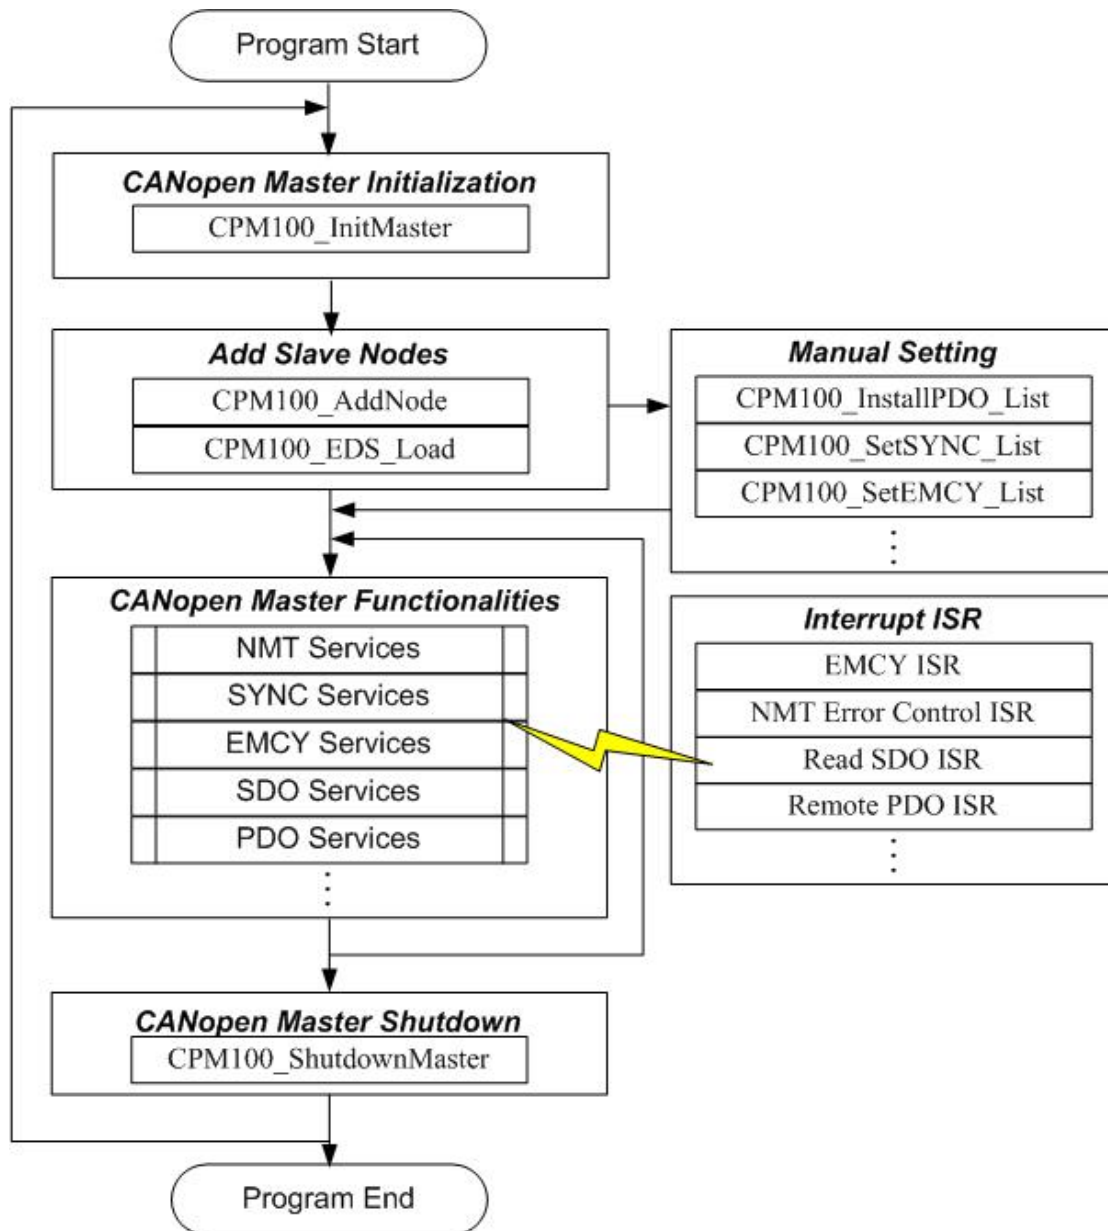 Program Start
CANopen Master Initialization
CPM100_InitMaster
Add Slave Nodes
CPM100_AddNode
CPM100_EDS_Load
Manual Setting
CPM100_InstallPDO_List
CPM100_SetSYNC_List
CPM100_SetEMCY_List
CANopen Master Functionalities
NMT Services
SYNC Services
EMCY Services
SDO Services
PDO Services
Interrupt ISR
EMCY ISR
NMT Error Control ISR
Read SDO ISR
Remote PDO ISR
CANopen Master Shutdown
CPM100_ShutdownMaster
Program End